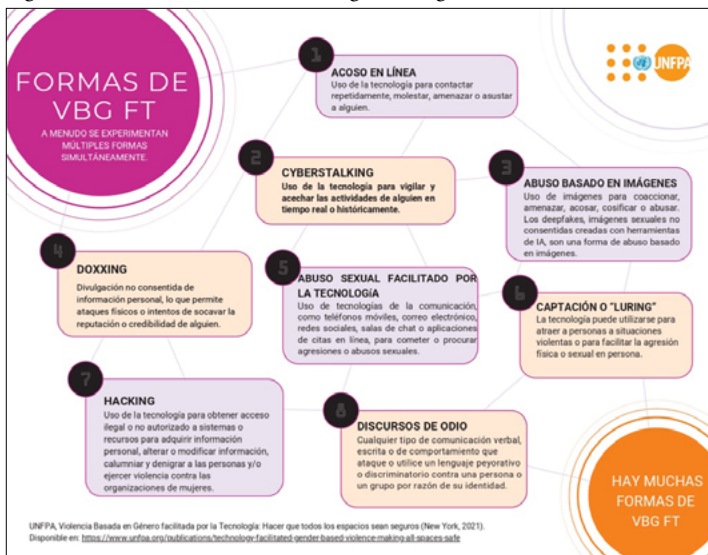 FORMAS DE
VBG FT
A MENUDO SE EXPERIMENTAN
MÚLTIPLES FORMAS
SIMULTÁNEAMENTE.
UNFPA
1
ACOSO EN LÍNEA
Uso de la tecnología para contactar
repetidamente, molestar, amenazar o asustar
a alguien.
2
CYBERSTALKING
Uso de la tecnología para vigilar y
acechar las actividades de alguien en
tiempo real o históricamente.
3
ABUSO BASADO EN IMÁGENES
Uso de imágenes para coaccionar,
amenazar, acosar, cosificar o abusar.
Los deepfakes, imágenes sexuales no
consentidas creadas con herramientas
de IA, son una forma de abuso basado
en imágenes.
4
DOXXING
Divulgación no consentida de
información personal, lo que permite
ataques físicos o intentos de socavar la
reputación o credibilidad de alguien.
5
ABUSO SEXUAL FACILITADO POR
LA TECNOLOGíA
Uso de tecnologías de la comunicación,
como teléfonos móviles, correo electrónico,
redes sociales, salas de chat o aplicaciones
de citas en línea, para cometer o procurar
agresiones o abusos sexuales.
6
CAPTACIÓN O “LURING”
La tecnología puede utilizarse para
atraer a personas a situaciones
violentas o para facilitar la agresión
física o sexual en persona.
7
HACKING
Uso de la tecnología para obtener acceso
ilegal o no autorizado a sistemas o
recursos para adquirir información
personal, alterar o modificar información,
calumniar y denigrar a las personas y/o
ejercer violencia contra las
organizaciones de mujeres.
8
DISCURSOS DE ODIO
Cualquier tipo de comunicación verbal,
escrita o de comportamiento que
ataque o utilice un lenguaje peyorativo
o discriminatorio contra una persona o
un grupo por razón de su identidad.
HAY MUCHAS
FORMAS DE
VBG FT
UNFPA, Violencia Basada en Género facilitada por la Tecnología: Hacer que todos los espacios sean seguros (New York, 2021).
Disponible en: https://www.unfpa.org/publications/technology-facilitated-gender-based-violence-making-all-spaces-safe